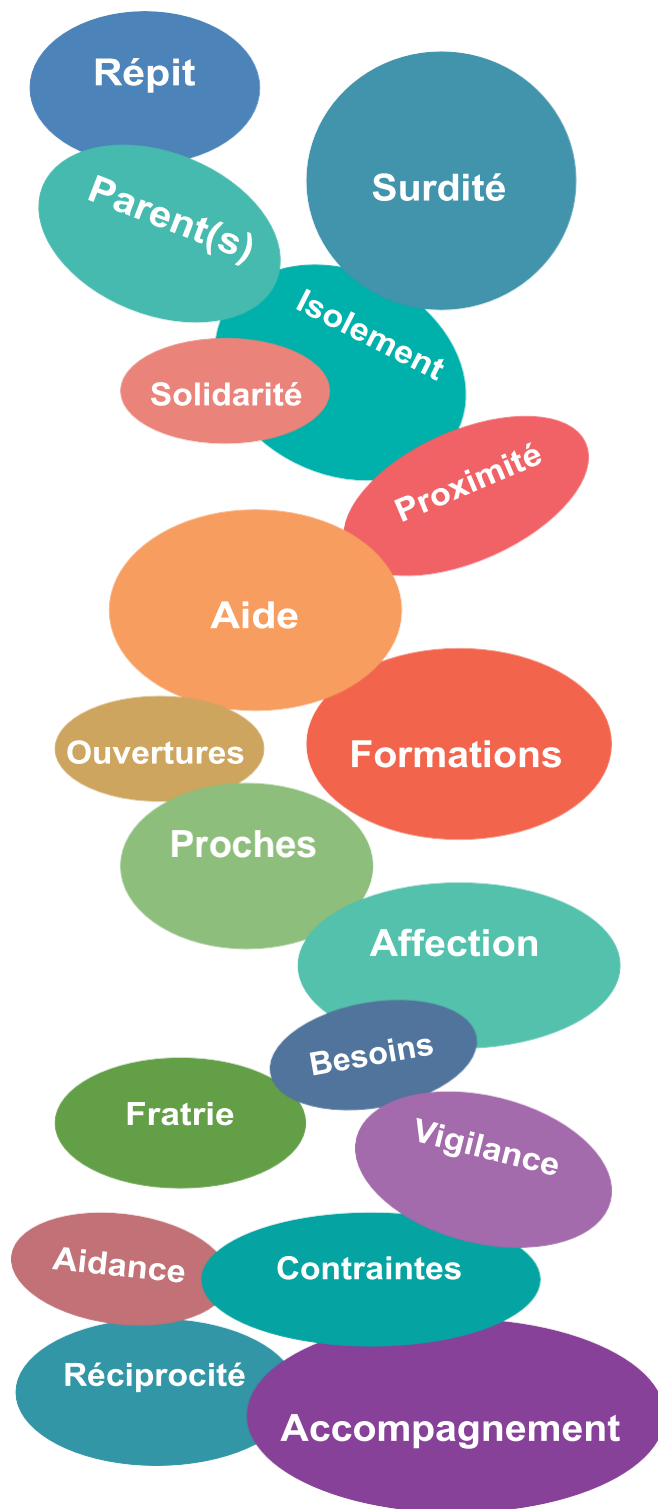 Répit
Surdité
Parent(s)
Isolement
Solidarité
Proximité
Aide
Ouvertures
Formations
Proches
Affection
Besoins
Fratrie
Vigilance
Aidance
Contraintes
Réciprocité
Accompagnement